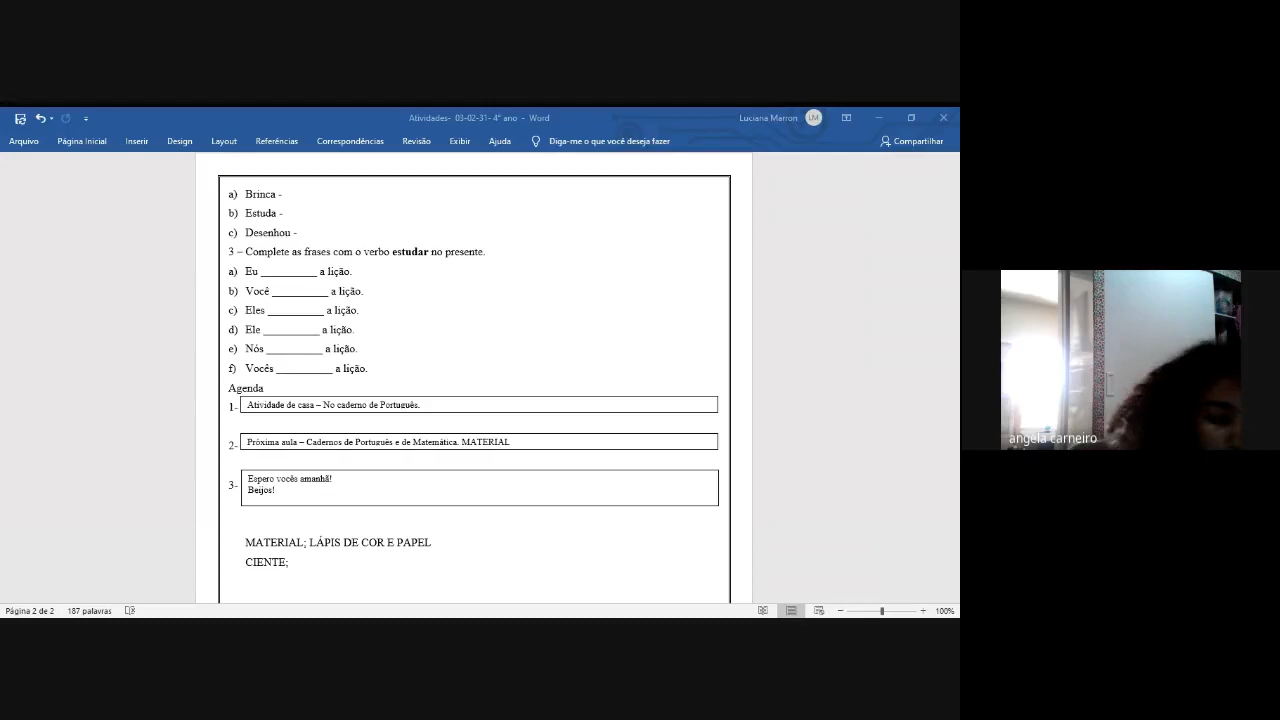 Atividades- 03-02-31- 4° ano - Word
Luciana Marron
LM
Arquivo
Página Inicial
Inserir
Design
Layout
Referências
Correspondências
Revisão
Exibir
Ajuda
Diga-me o que você deseja fazer
Compartilhar
a) Brinca -
b) Estuda -
c) Desenhou -
3 – Complete as frases com o verbo estudar no presente.
a) Eu __________ a lição.
b) Você __________ a lição.
c) Eles __________ a lição.
d) Ele __________ a lição.
e) Nós __________ a lição.
f) Vocês __________ a lição.
Agenda
1- Atividade de casa – No caderno de Português.
2- Próxima aula – Cadernos de Português e de Matemática. MATERIAL
3- Espero vocês amanhã!
Beijos!
MATERIAL; LÁPIS DE COR E PAPEL
CIENTE;
angela carneiro
Página 2 de 2
187 palavras
100%